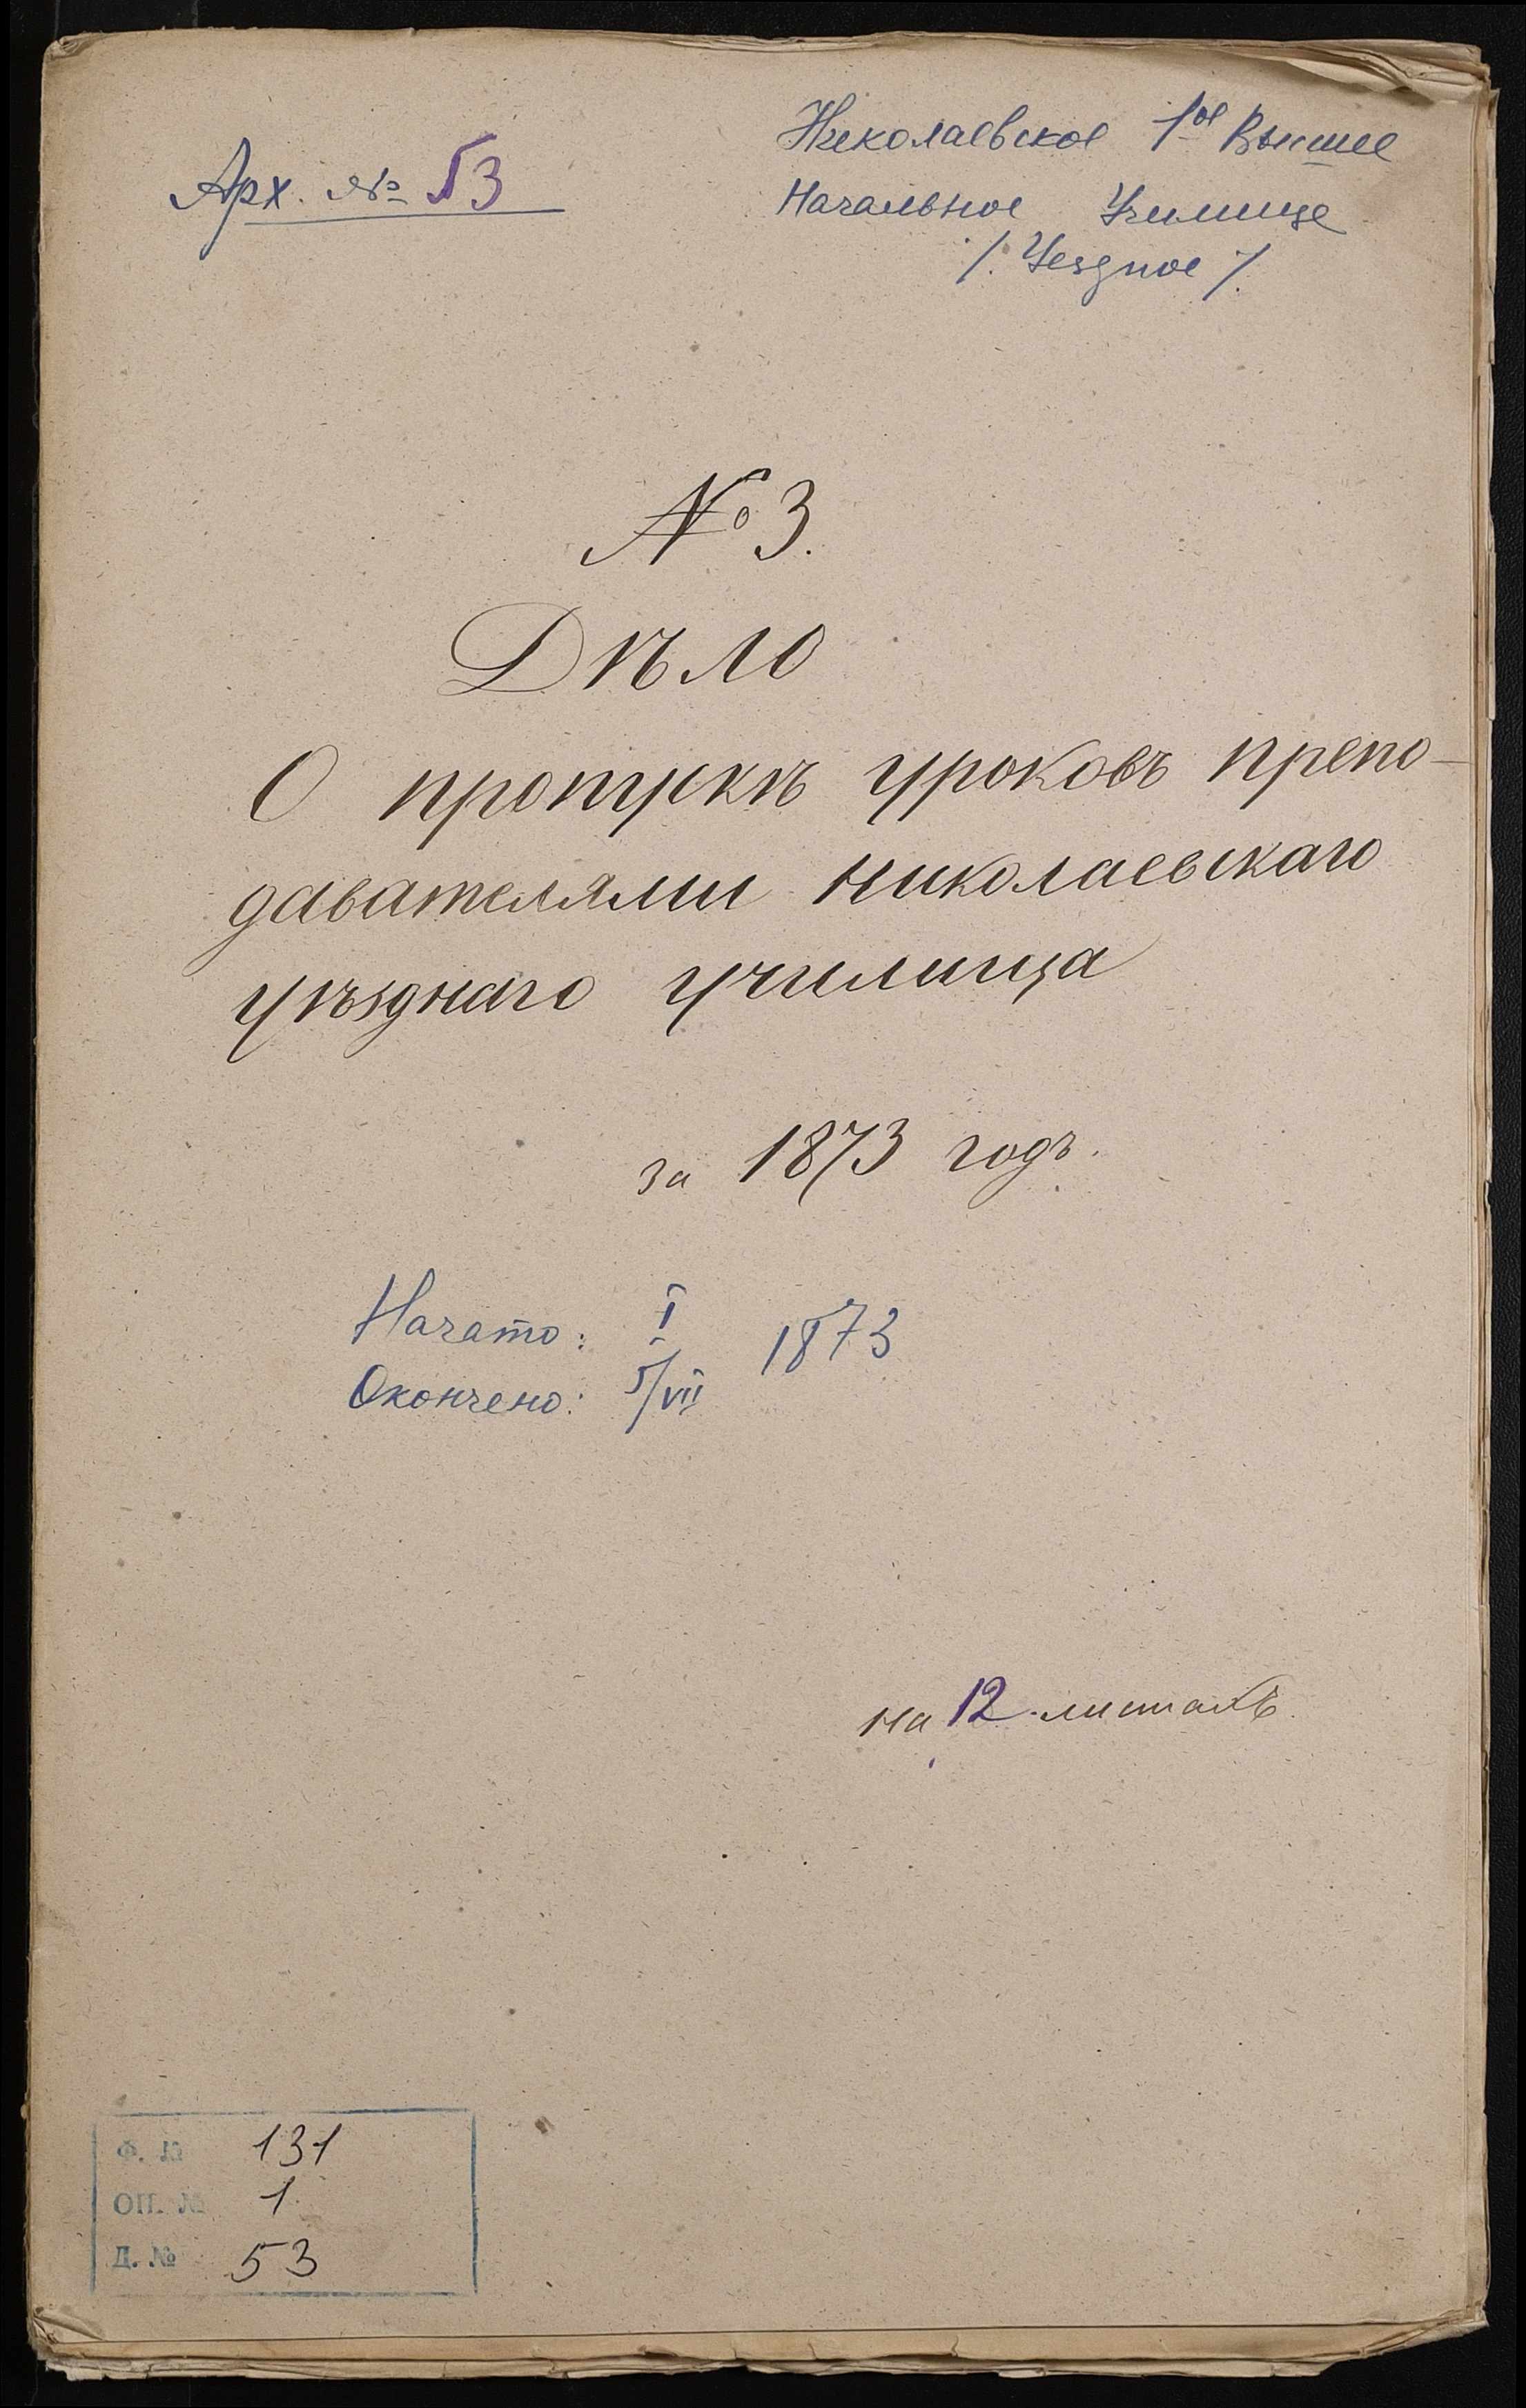 Арх. № 53
Николаевское 1ое Высшее
Начальное Училище
/. Уездное /.
№ 3.
Дѣло
О пропускѣ уроковъ препо-
давателями Николаевскаго
уѣзднаго училища
за 1873 годъ.
Начато: I 1873
Окончено: 5/VII
на 12 листахъ.
Ф. № 131
ОП. № 1
Д. № 53